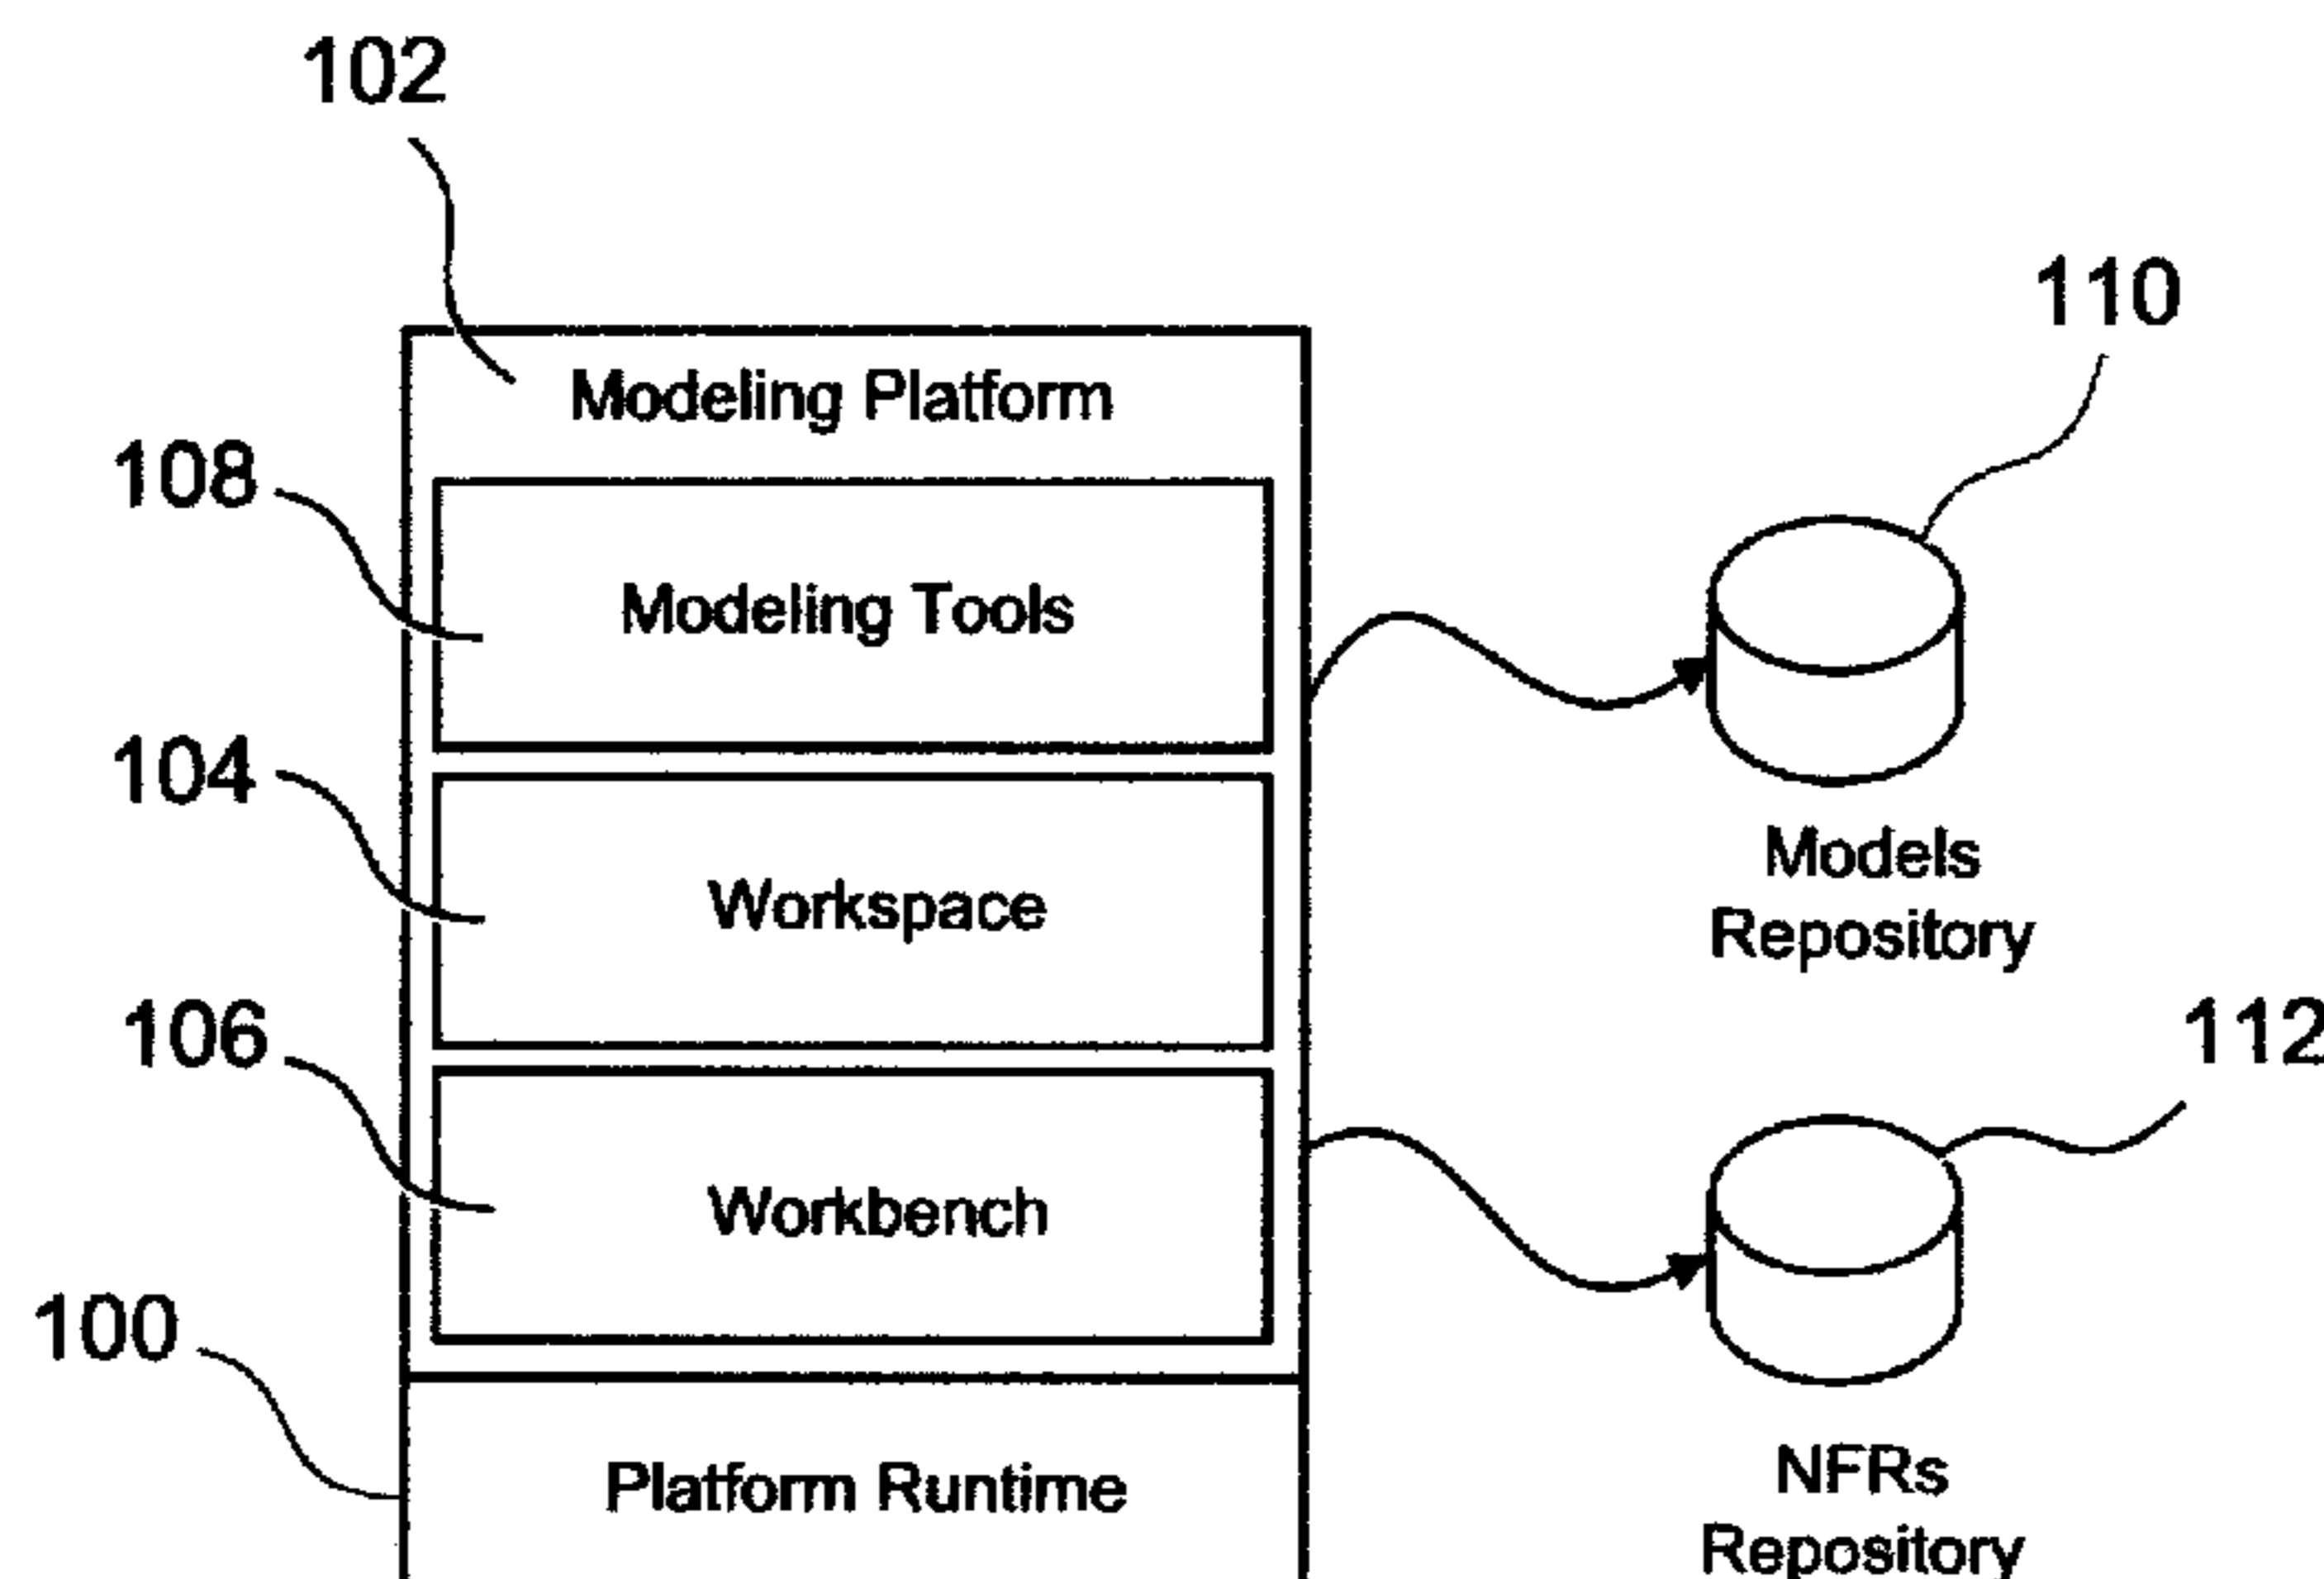 102
110
Modeling Platform
108
Modeling Tools
104
Models
Repository
Workspace
106
112
Workbench
100
Platform Runtime
NFRs
Repository